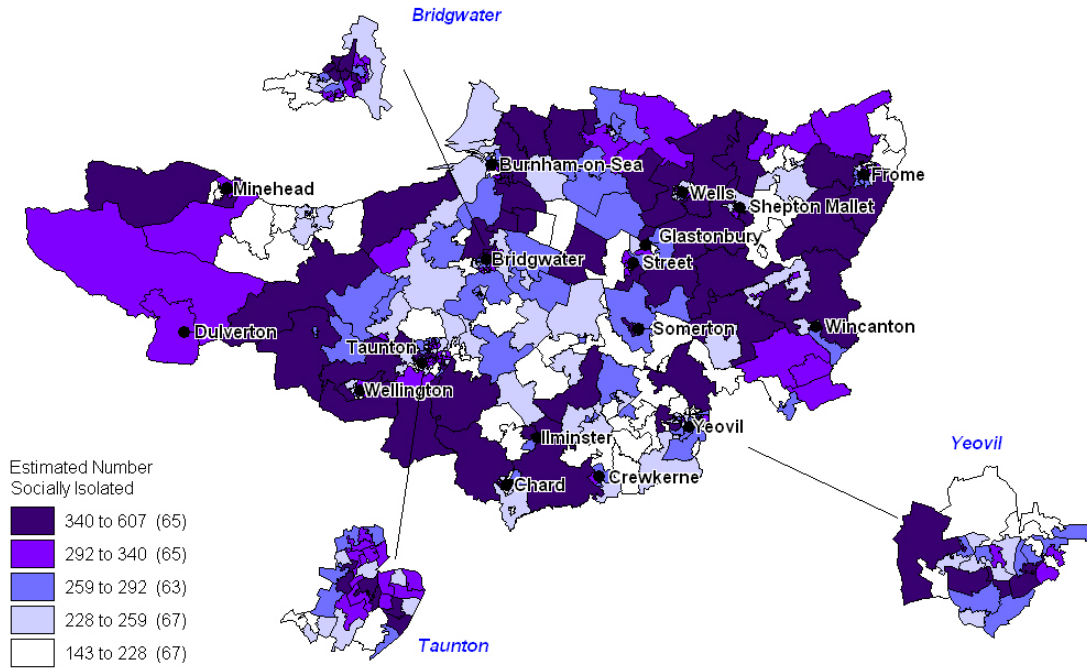 Bridgwater
Burnham-on-Sea
Minehead
Wells
Frome
Shepton Mallet
Glastonbury
Bridgwater
Street
Dulverton
Somerton
Wincanton
Taunton
Wellington
Yeovil
Ilminster
Yeovil
Crewkerne
Chard
Estimated Number
Socially Isolated
340 to 607 (65)
292 to 340 (65)
259 to 292 (63)
228 to 259 (67)
143 to 228 (67)
Taunton